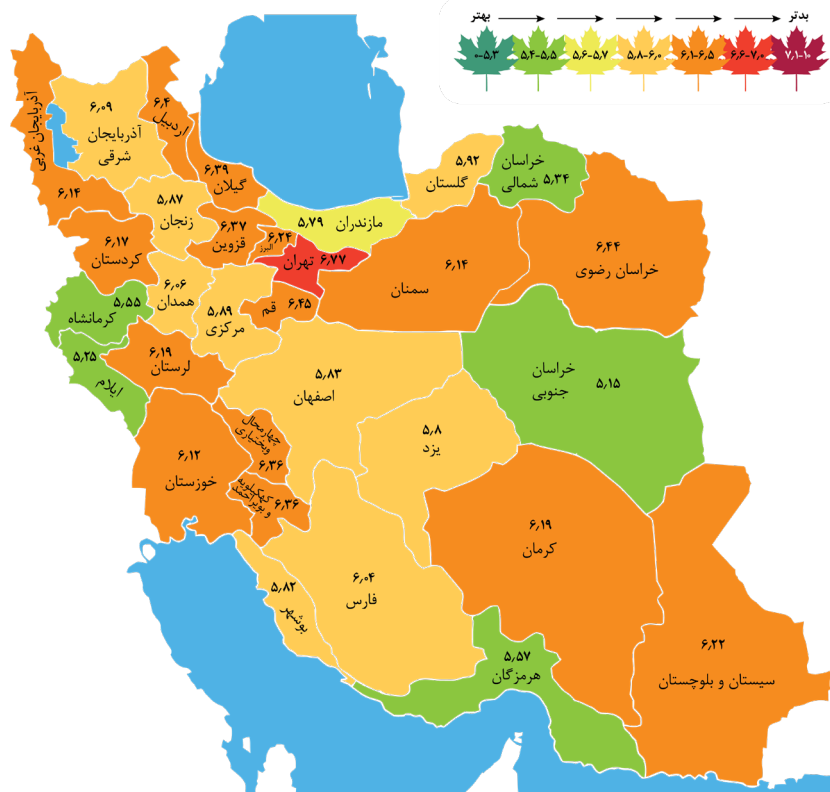 بهتر
بدتر
۰-۵٫۳
۵٫۴-۵٫۵
۵٫۶-۵٫۷
۵٫۸-۶٫۰
۶٫۱-۶٫۵
۶٫۶-۷٫۰
۷٫۱-۱۰
آذربایجان غربی
۶٫۱۴
۶٫۰۹
آذربایجان
شرقی
۶٫۴
اردبیل
۶٫۳۹
گیلان
۵٫۸۷
زنجان
۶٫۳۷
قزوین
۶٫۲۴
البرز
۶٫۷۷ تهران
مازندران ۵٫۷۹
۵٫۹۲
گلستان
خراسان
شمالی ۵٫۳۴
۶٫۴۴
خراسان رضوی
۶٫۱۴
سمنان
۶٫۱۷
کردستان
۶٫۰۶
همدان
۵٫۸۹
مرکزی
۶٫۴۵ قم
۵٫۵۵
کرمانشاه
۵٫۲۵
ایلام
۶٫۱۹
لرستان
۵٫۸۳
اصفهان
خراسان
جنوبی
۵٫۱۵
۵٫۸
یزد
چهارمحال
وبختیاری
۶٫۳۶
۶٫۱۲
خوزستان
کهکیلویه
و بویراحمد
۶٫۳۶
۶٫۰۴
فارس
۵٫۸۲
بوشهر
۶٫۱۹
کرمان
۵٫۵۷
هرمزگان
۶٫۲۲
سیستان و بلوچستان